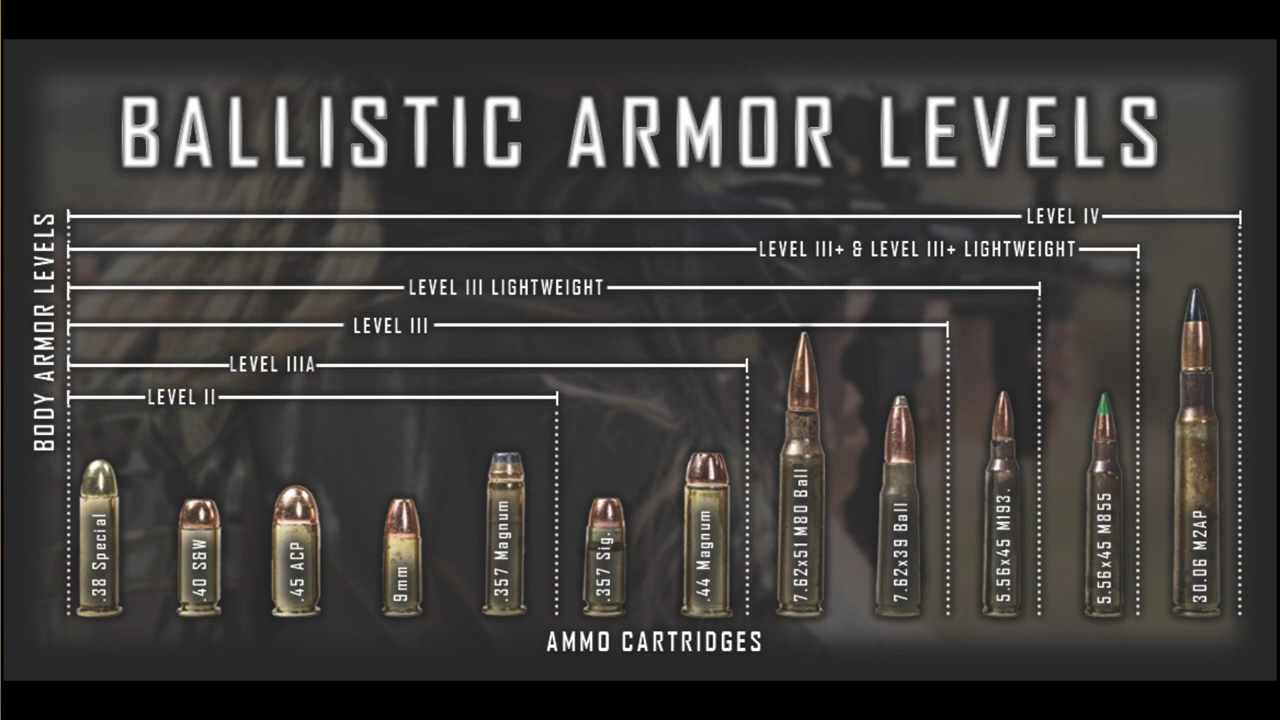 BALLISTIC ARMOR LEVELS
BODY ARMOR LEVELS
LEVEL IV
LEVEL III+ & LEVEL III+ LIGHTWEIGHT
LEVEL III LIGHTWEIGHT
LEVEL III
LEVEL IIIA
LEVEL II
.38 Special
.40 S&W
.45 ACP
9mm
.357 Magnum
.357 Sig.
.44 Magnum
7.62x51 M80 Ball
7.62x39 Ball
5.56x45 M193.
5.56x45 M855
30.06 M2AP
AMMO CARTRIDGES